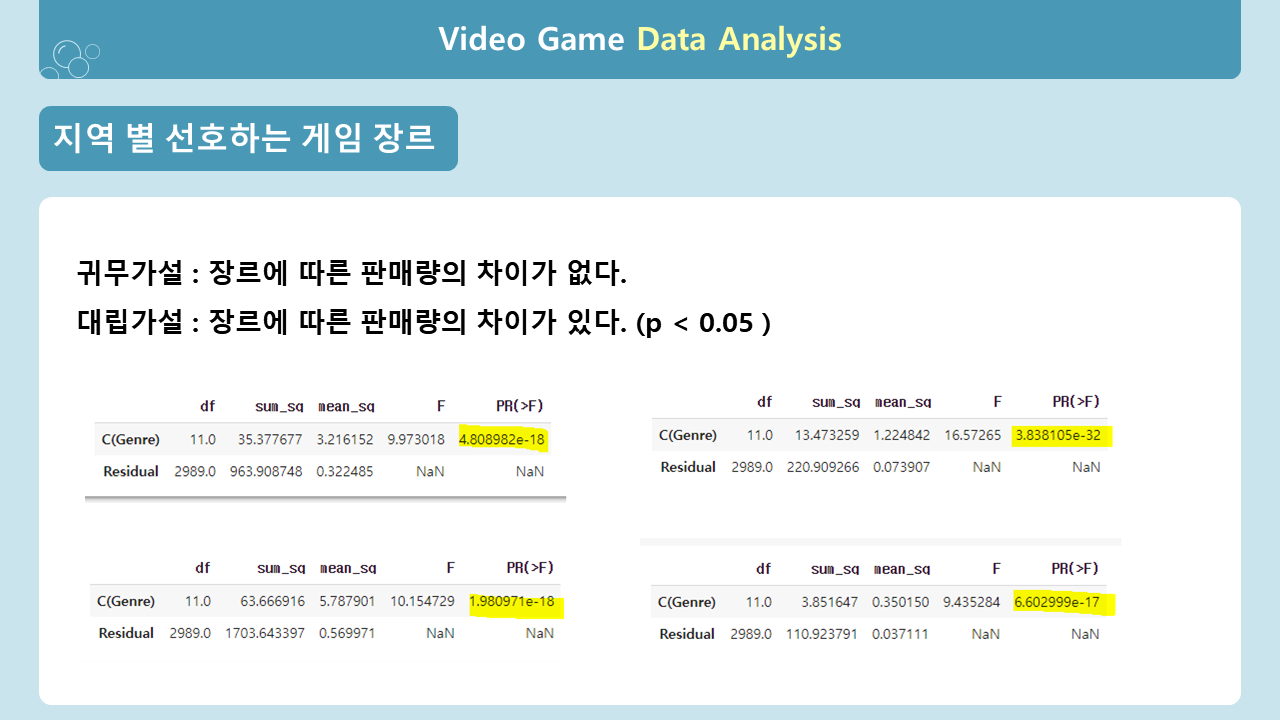 Video Game Data Analysis
지역 별 선호하는 게임 장르
귀무가설 : 장르에 따른 판매량의 차이가 없다.
대립가설 : 장르에 따른 판매량의 차이가 있다. (p < 0.05 )
df sum_sq mean_sq F PR(>F)
C(Genre) 11.0 35.377677 3.216152 9.973018 4.808982e-18
Residual 2989.0 963.908748 0.322485 NaN NaN
df sum_sq mean_sq F PR(>F)
C(Genre) 11.0 13.473259 1.224842 16.57265 3.838105e-32
Residual 2989.0 220.909266 0.073907 NaN NaN
df sum_sq mean_sq F PR(>F)
C(Genre) 11.0 63.666916 5.787901 10.154729 1.980971e-18
Residual 2989.0 1703.643397 0.569971 NaN NaN
df sum_sq mean_sq F PR(>F)
C(Genre) 11.0 3.851647 0.350150 9.435284 6.602999e-17
Residual 2989.0 110.923791 0.037111 NaN NaN